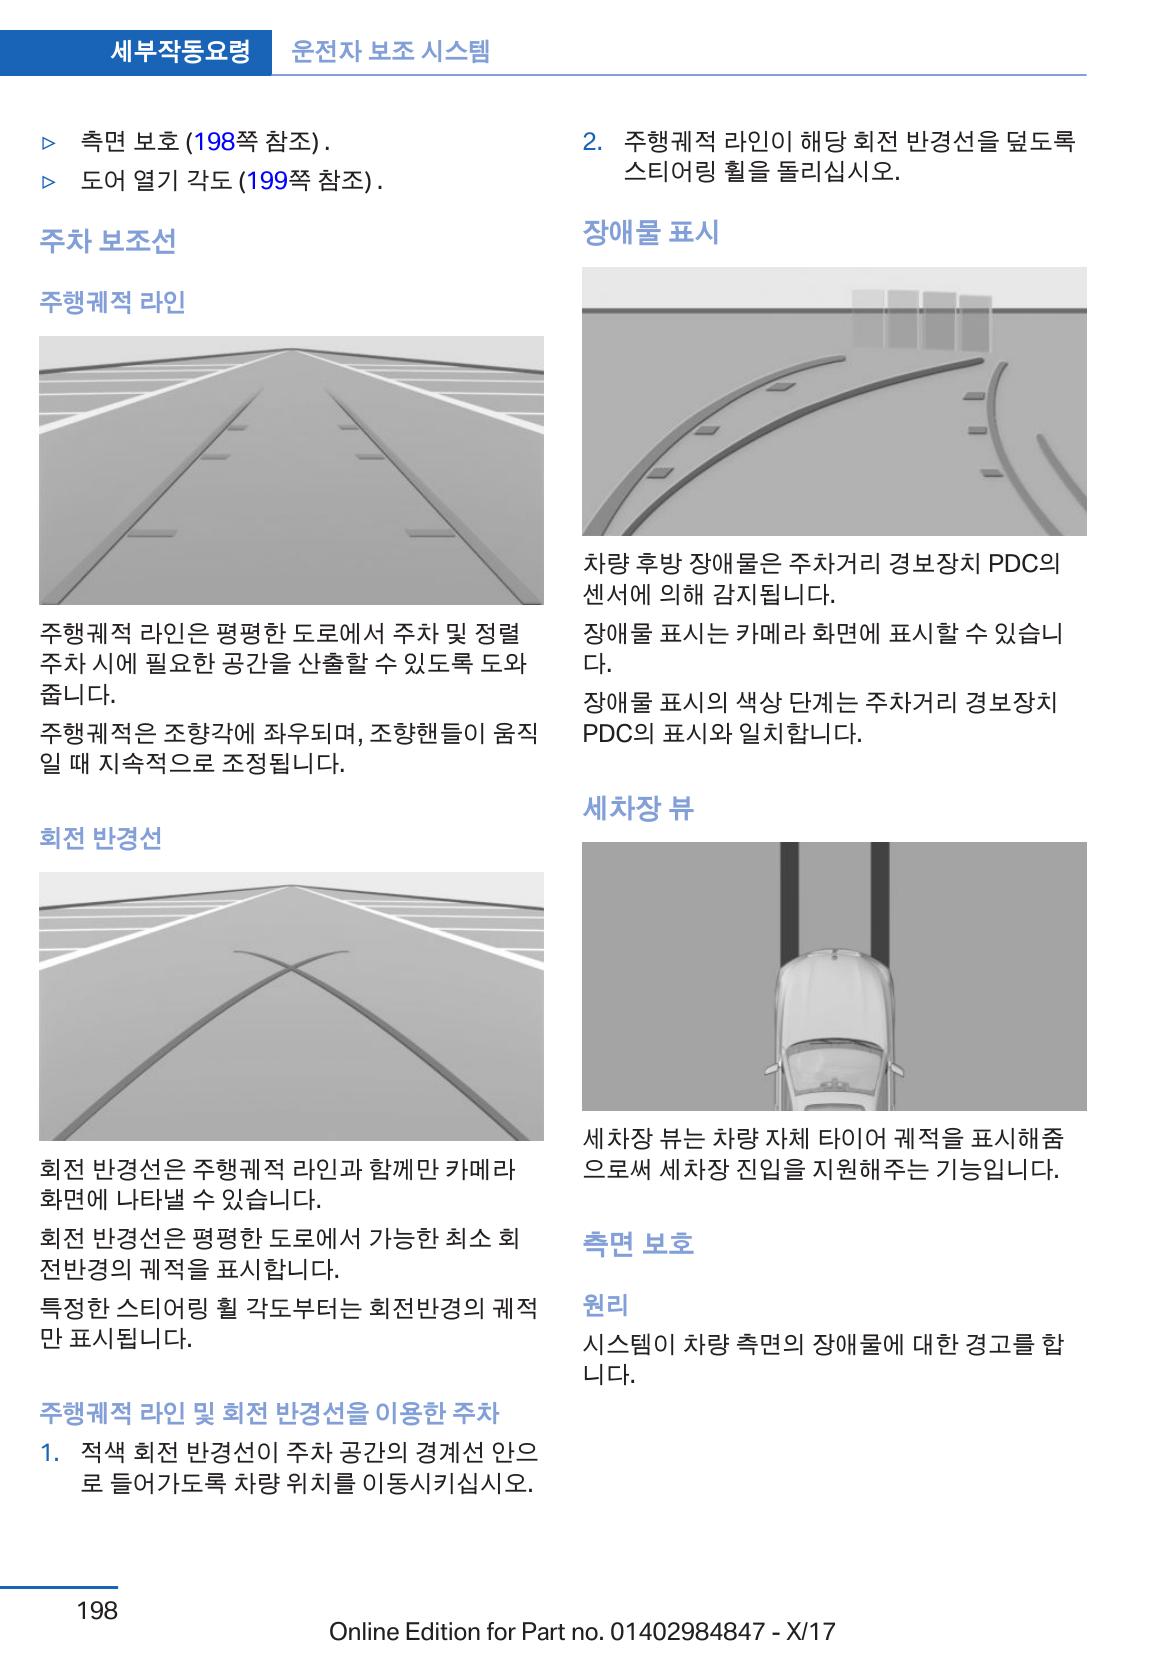 세부작동요령 운전자 보조 시스템
▷ 측면 보호 (198쪽 참조) .
▷ 도어 열기 각도 (199쪽 참조) .
주차 보조선
주행궤적 라인
주행궤적 라인은 평평한 도로에서 주차 및 정렬
주차 시에 필요한 공간을 산출할 수 있도록 도와
줍니다.
주행궤적은 조향각에 좌우되며, 조향핸들이 움직
일 때 지속적으로 조정됩니다.
회전 반경선
회전 반경선은 주행궤적 라인과 함께만 카메라
화면에 나타낼 수 있습니다.
회전 반경선은 평평한 도로에서 가능한 최소 회
전반경의 궤적을 표시합니다.
특정한 스티어링 휠 각도부터는 회전반경의 궤적
만 표시됩니다.
주행궤적 라인 및 회전 반경선을 이용한 주차
1. 적색 회전 반경선이 주차 공간의 경계선 안으
로 들어가도록 차량 위치를 이동시키십시오.
2. 주행궤적 라인이 해당 회전 반경선을 덮도록
스티어링 휠을 돌리십시오.
장애물 표시
차량 후방 장애물은 주차거리 경보장치 PDC의
센서에 의해 감지됩니다.
장애물 표시는 카메라 화면에 표시할 수 있습니
다.
장애물 표시의 색상 단계는 주차거리 경보장치
PDC의 표시와 일치합니다.
세차장 뷰
세차장 뷰는 차량 자체 타이어 궤적을 표시해줌
으로써 세차장 진입을 지원해주는 기능입니다.
측면 보호
원리
시스템이 차량 측면의 장애물에 대한 경고를 합
니다.
198
Online Edition for Part no. 01402984847 - X/17